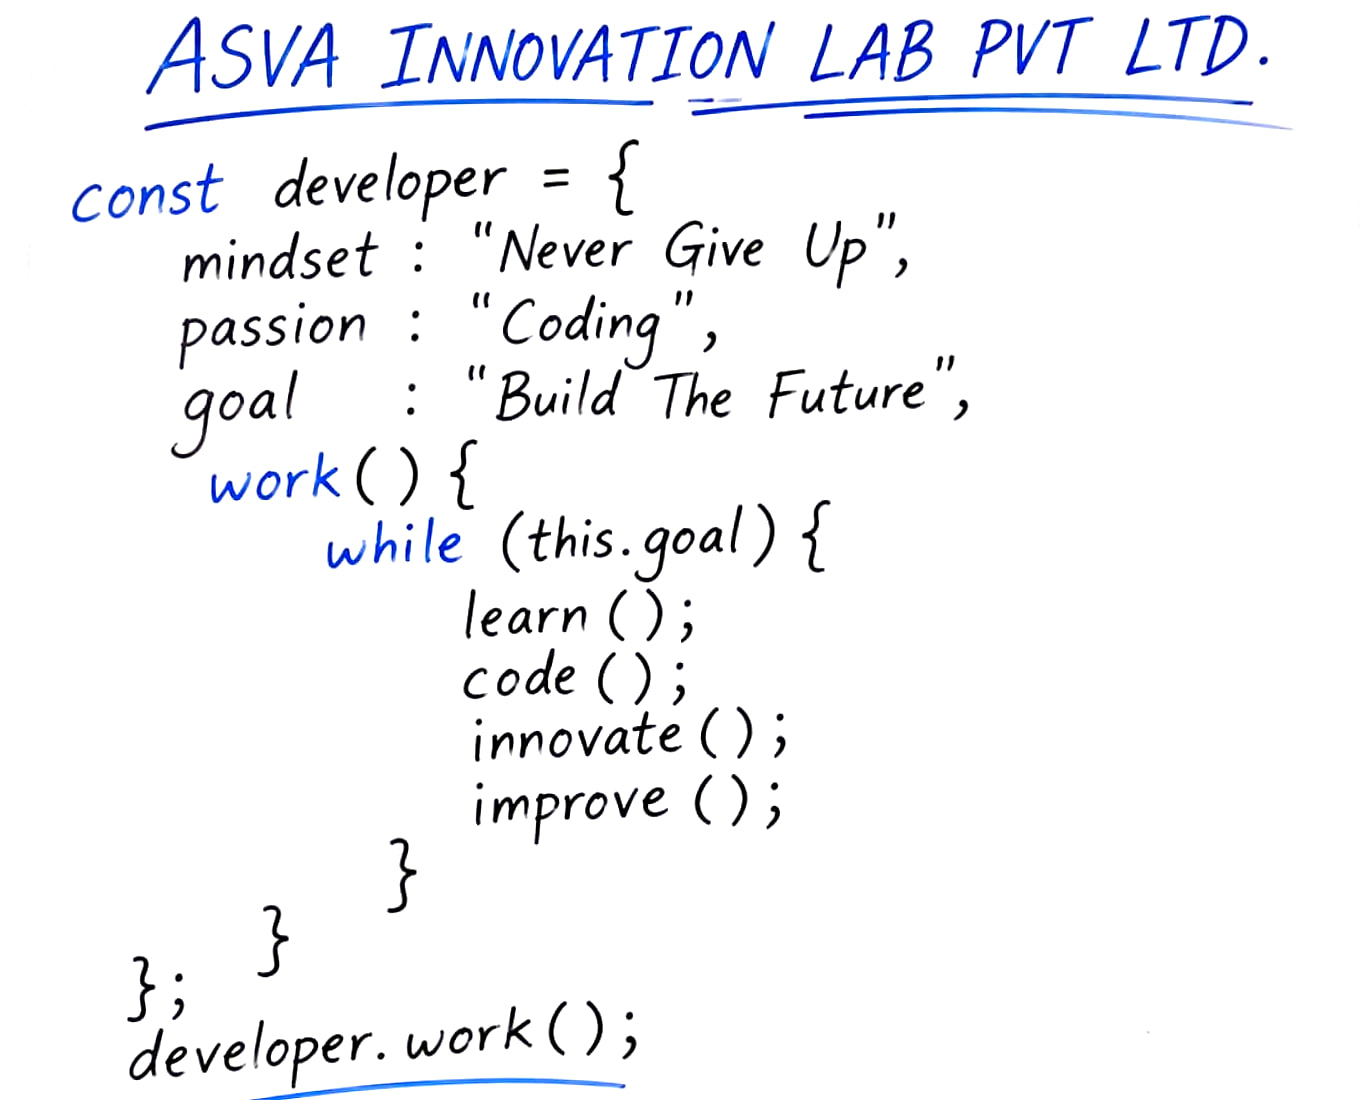 ASVA INNOVATION LAB PVT LTD.
const developer = {
mindset : "Never Give Up",
passion : "Coding",
goal : "Build The Future",
work() {
while (this.goal) {
learn ();
code ();
innovate ();
improve ();
}
}
};
developer.work();